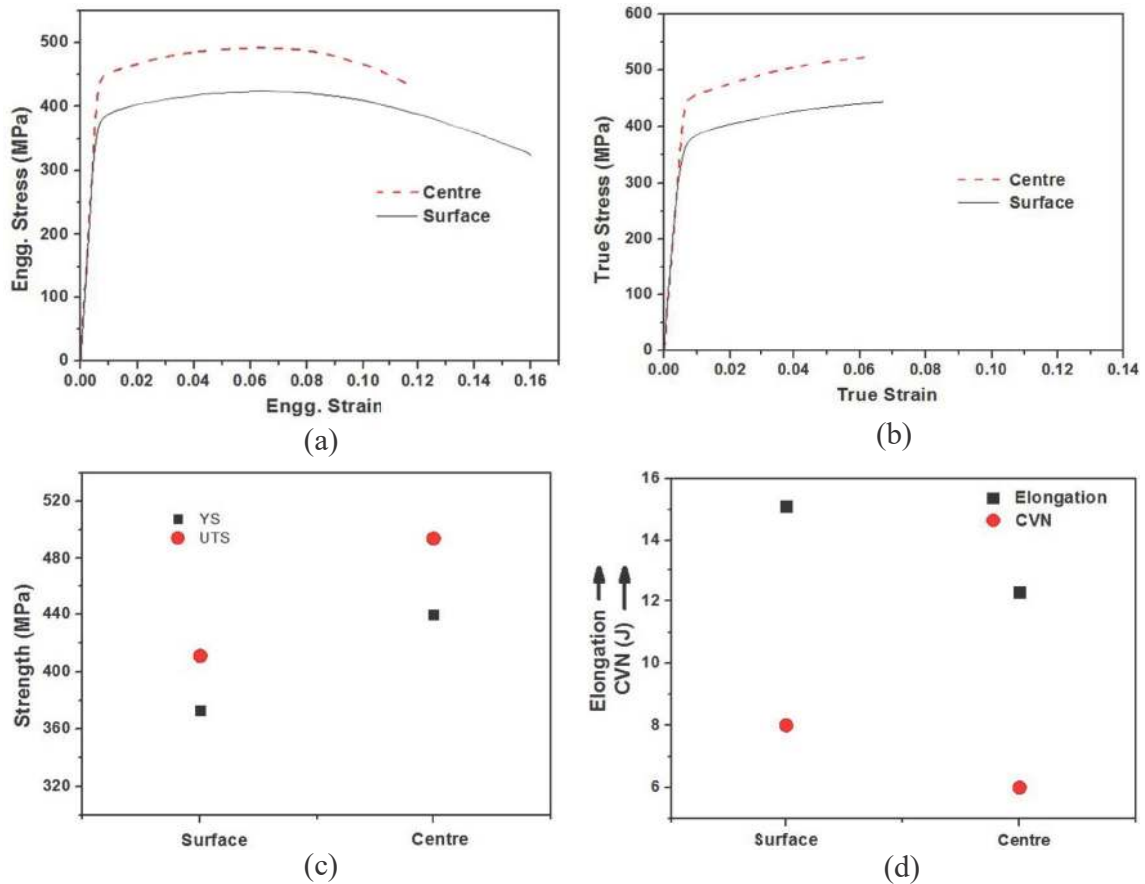 500
400
300
200
100
0
Engg. Stress (MPa)
Centre
Surface
0.00 0.02 0.04 0.06 0.08 0.10 0.12 0.14 0.16
Engg. Strain
(a)
600
500
400
300
200
100
0
True Stress (MPa)
Centre
Surface
0.00 0.02 0.04 0.06 0.08 0.10 0.12 0.14
True Strain
(b)
520
480
440
400
360
320
Strength (MPa)
YS
UTS
Surface Centre
(c)
16
14
12
10
8
6
Elongation
CVN (J)
Elongation
CVN
Surface Centre
(d)